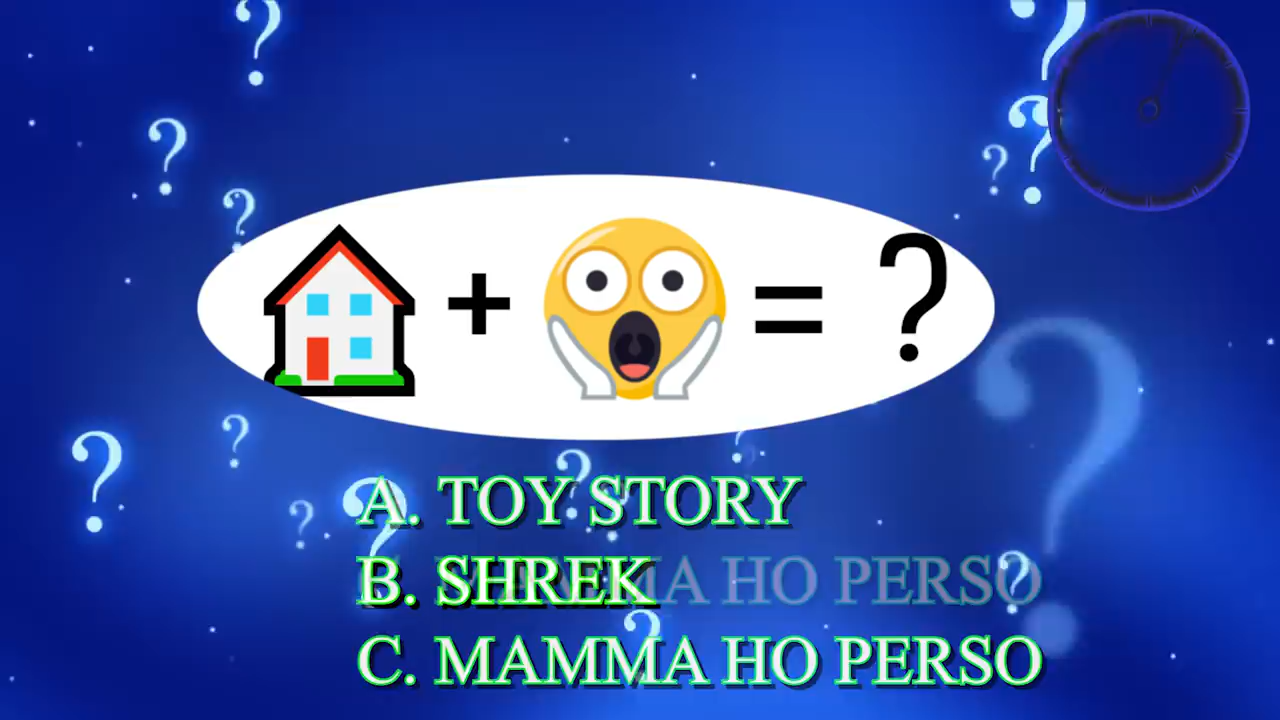 + = ?
A. TOY STORY
B. SHREK
C. MAMMA HO PERSO